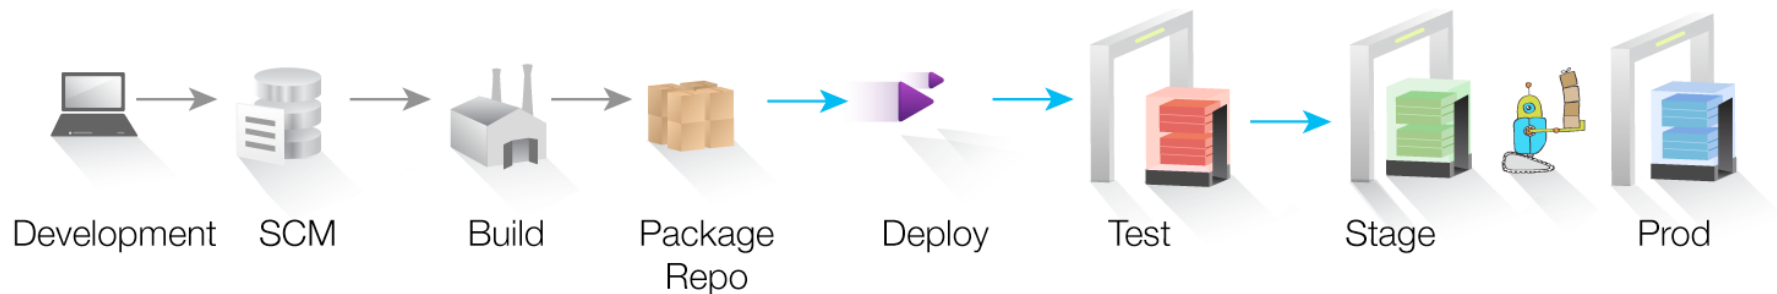 Development
SCM
Build
Package
Repo
Deploy
Test
Stage
Prod